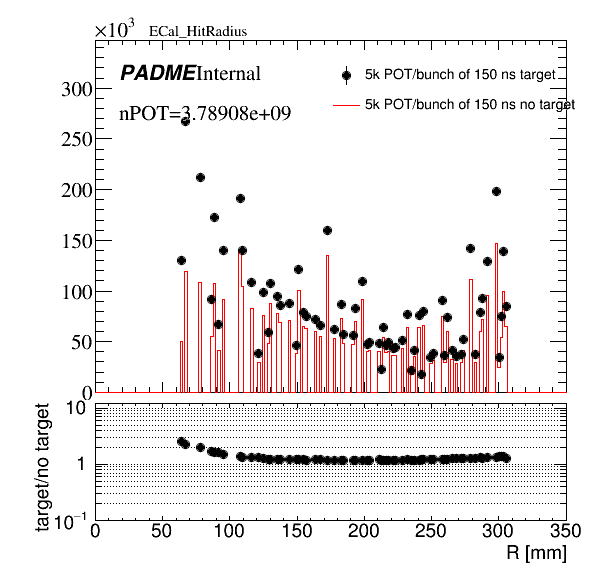 ×10³ ECal_HitRadius
PADME Internal
5k POT/bunch of 150 ns target
5k POT/bunch of 150 ns no target
nPOT=3.78908e+09
300
250
200
150
100
50
0
target/no target
10
1
10⁻¹
0 50 100 150 200 250 300 350
R [mm]